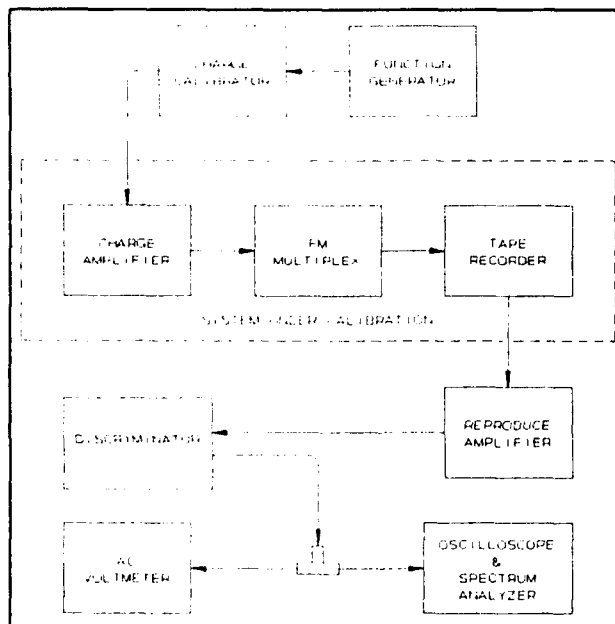 CHARGE
CALIBRATOR
FUNCTION
GENERATOR
CHARGE
AMPLIFIER
FM
MULTIPLEX
TAPE
RECORDER
SYSTEM UNDER CALIBRATION
DISCRIMINATOR
REPRODUCE
AMPLIFIER
AC
VOLTMETER
OSCILLOSCOPE
&
SPECTRUM
ANALYZER